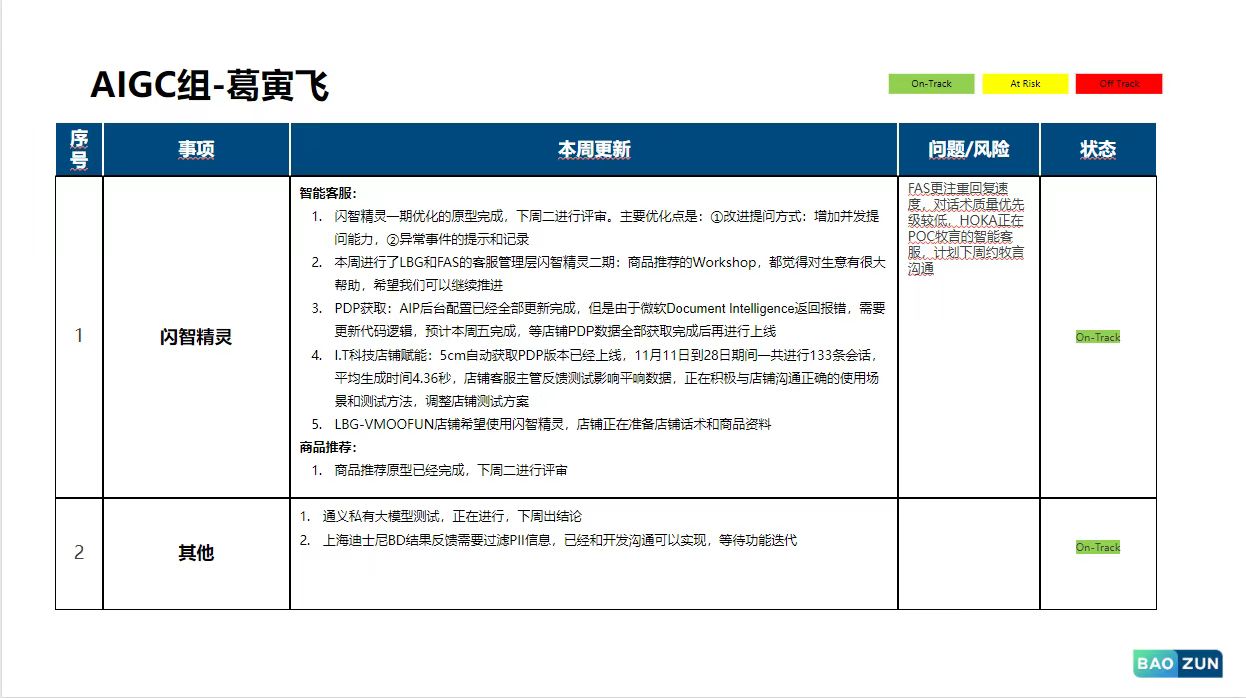 AIGC组-葛寅飞
On-Track
At Risk
Off Track
序
号
事项
本周更新
问题/风险
状态
1
闪智精灵
智能客服：
1. 闪智精灵一期优化的原型完成，下周二进行评审。主要优化点是：①改进提问方式：增加并发提
问能力，②异常事件的提示和记录
2. 本周进行了LBG和FAS的客服管理层闪智精灵二期：商品推荐的Workshop，都觉得对生意有很大
帮助，希望我们可以继续推进
3. PDP获取：AIP后台配置已经全部更新完成，但是由于微软Document Intelligence返回报错，需要
更新代码逻辑，预计本周五完成，等店铺PDP数据全部获取完成后再进行上线
4. I.T科技店铺赋能：5cm自动获取PDP版本已经上线，11月11日到28日期间一共进行133条会话，
平均生成时间4.36秒，店铺客服主管反馈测试影响平响数据，正在积极与店铺沟通正确的使用场
景和测试方法，调整店铺测试方案
5. LBG-VMOOFUN店铺希望使用闪智精灵，店铺正在准备店铺话术和商品资料
商品推荐：
1. 商品推荐原型已经完成，下周二进行评审
FAS更注重回复速
度，对话术质量优先
级较低，HOKA正在
POC牧言的智能客
服，计划下周约牧言
沟通
On-Track
2
其他
1. 通义私有大模型测试，正在进行，下周出结论
2. 上海迪士尼BD结果反馈需要过滤PII信息，已经和开发沟通可以实现，等待功能迭代
On-Track
BAO ZUN